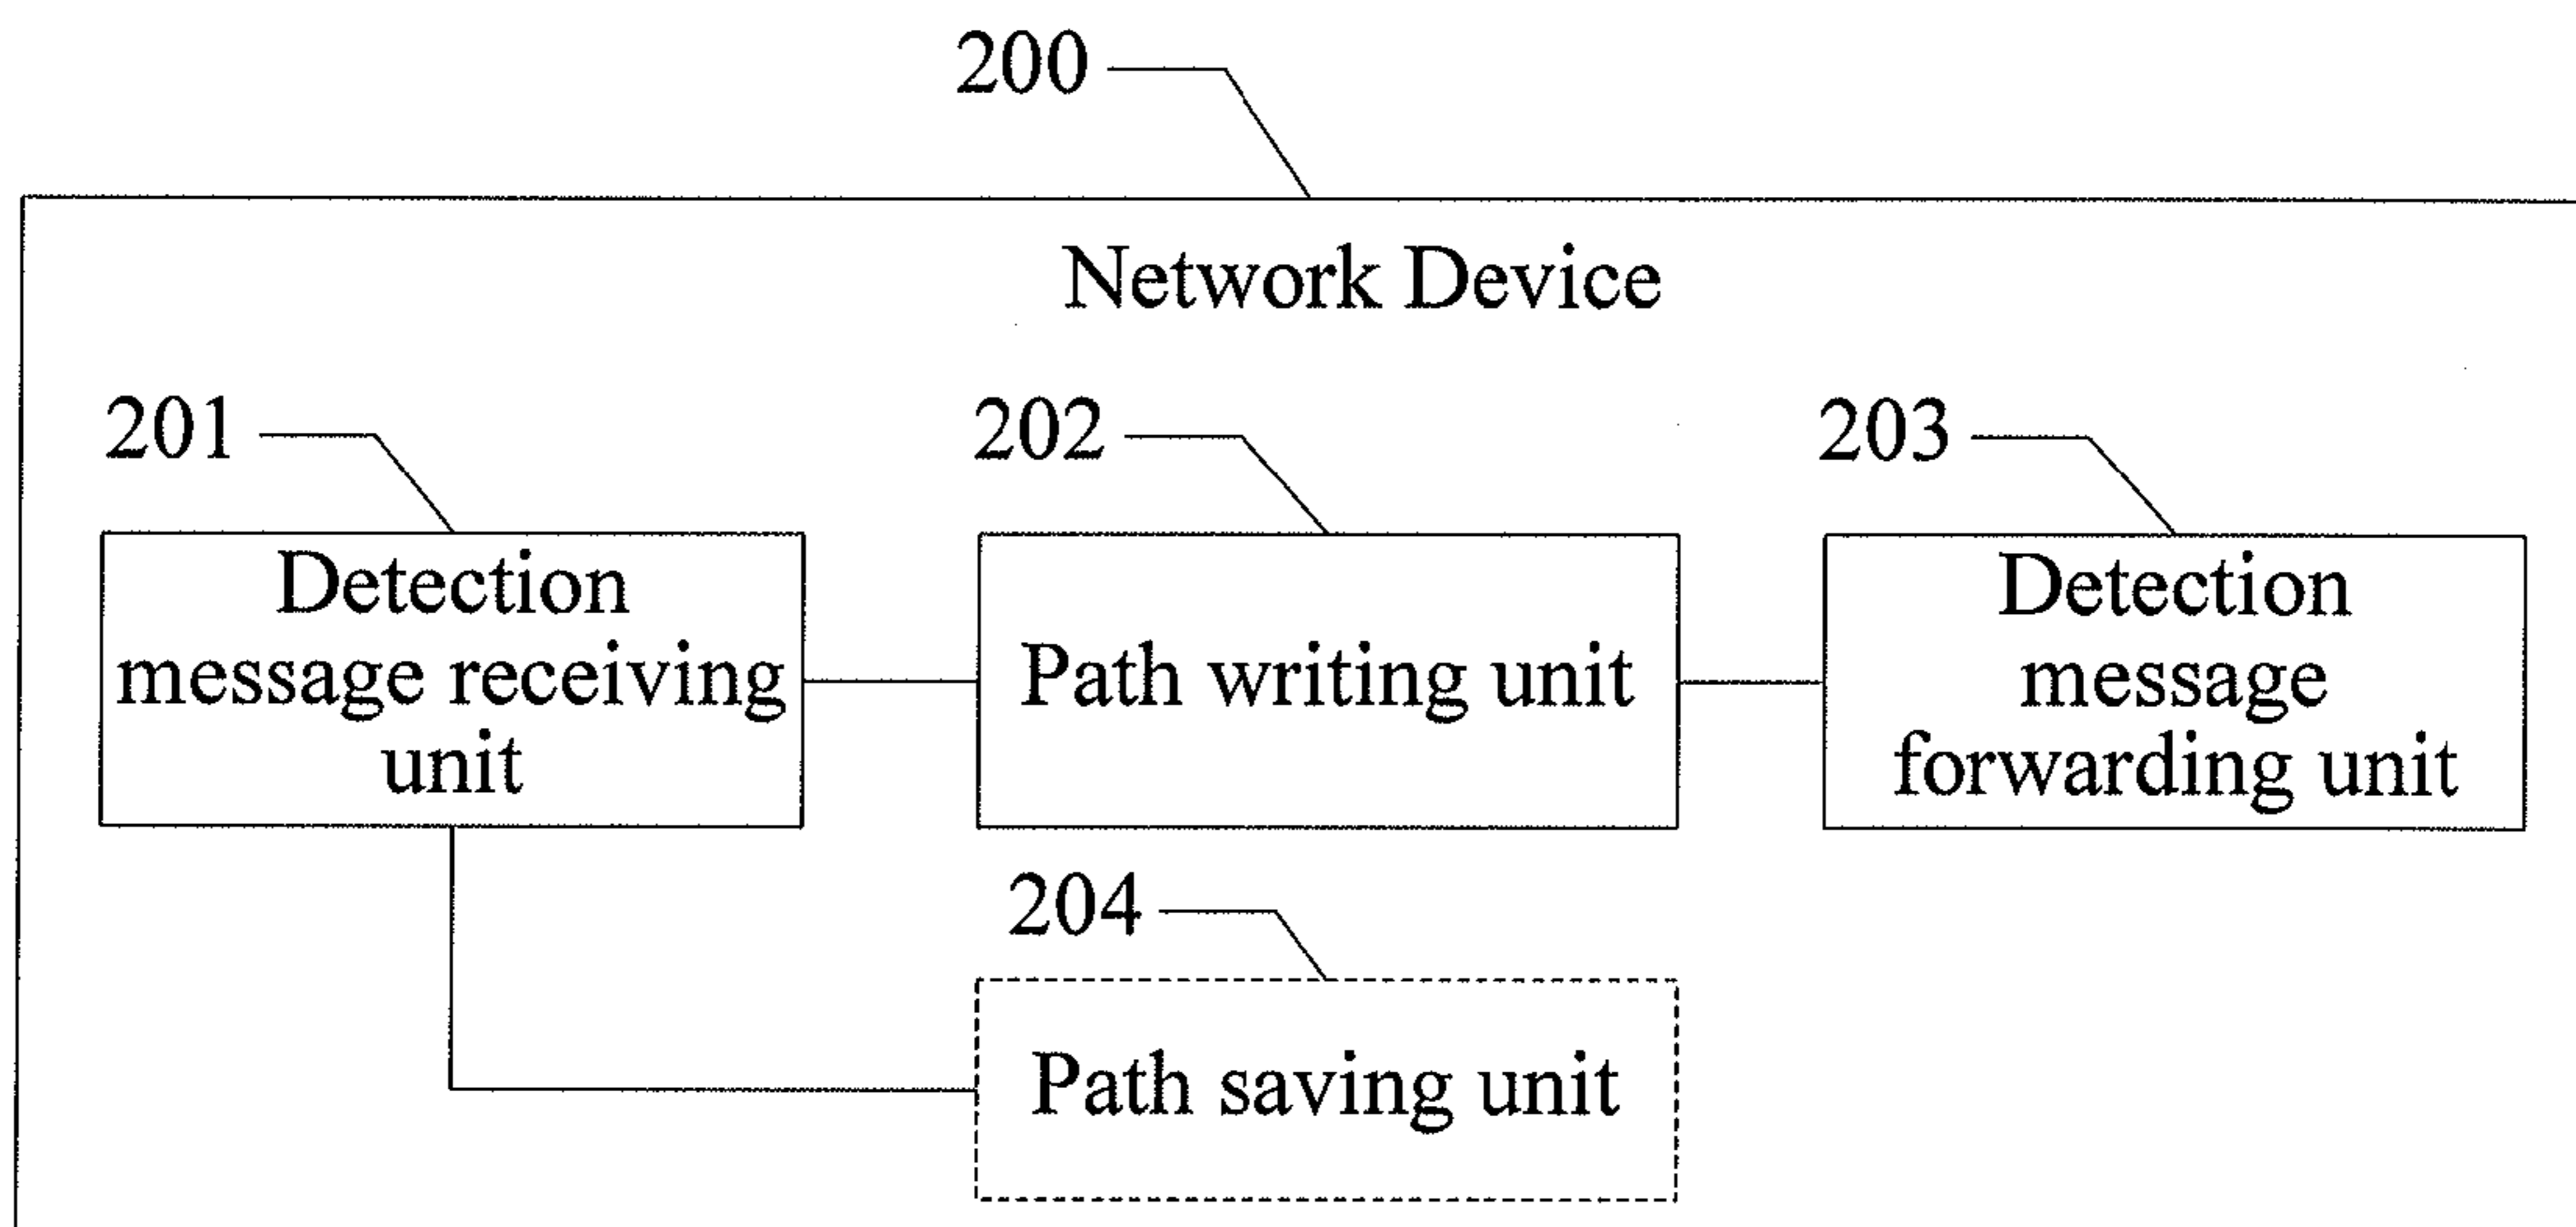 200
Network Device
201
202
203
Detection
message receiving
unit
Path writing unit
Detection
message
forwarding unit
204
Path saving unit